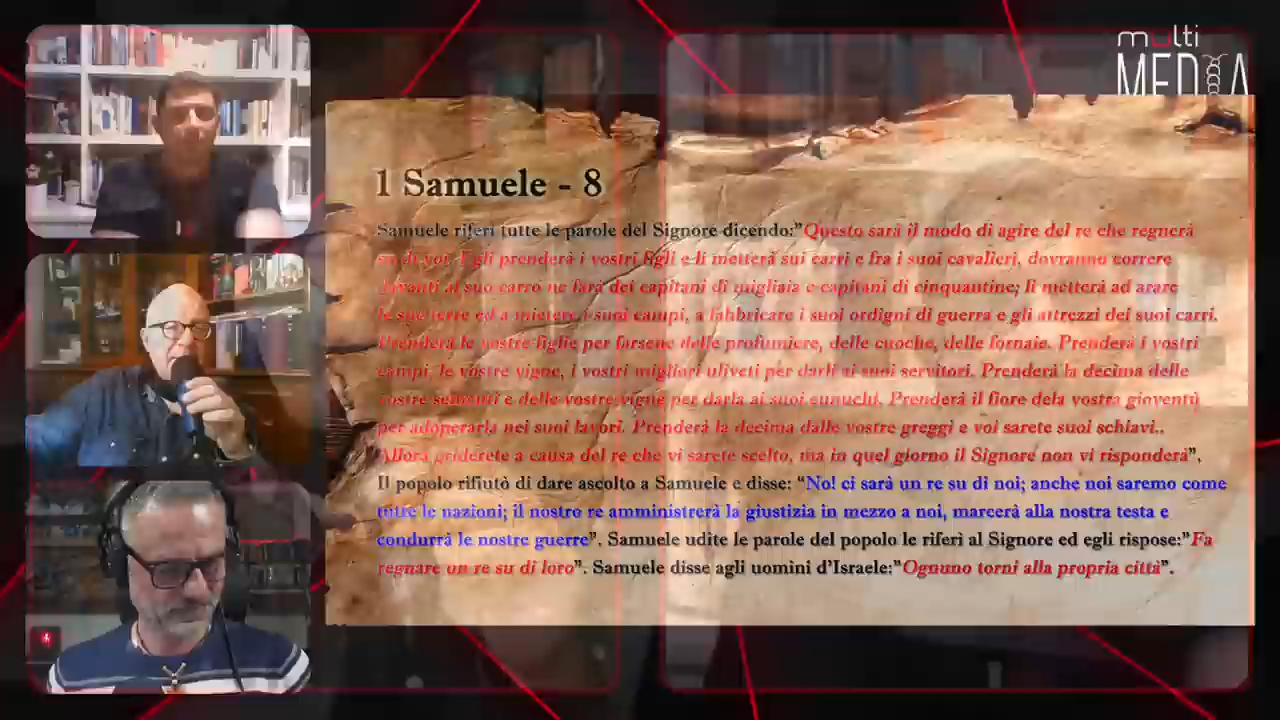 multi
MEDIA
1 Samuele - 8
Samuele riferì tutte le parole del Signore dicendo:”Questo sarà il modo di agire del re che regnerà
su di voi. Egli prenderà i vostri figli e li metterà sui carri e fra i suoi cavalieri, dovranno correre
davanti al suo carro ne farà dei capitani di migliaia e capitani di cinquantine; li metterà ad arare
le sue terre ed a mietere i suoi campi, a fabbricare i suoi ordigni di guerra e gli attrezzi dei suoi carri.
Prenderà le vostre figlie per farsene delle profumiere, delle cuoche, delle fornaie. Prenderà i vostri
campi, le vostre vigne, i vostri migliori uliveti per darli ai suoi servitori. Prenderà la decima delle
vostre sementi e delle vostre vigne per darla ai suoi eunuchi. Prenderà il fiore dela vostra gioventù
per adoperarla nei suoi lavori. Prenderà la decima dalle vostre greggi e voi sarete suoi schiavi..
Allora griderete a causa del re che vi sarete scelto, ma in quel giorno il Signore non vi risponderà”.
Il popolo rifiutò di dare ascolto a Samuele e disse: “No! ci sarà un re su di noi; anche noi saremo come
tutte le nazioni; il nostro re amministrerà la giustizia in mezzo a noi, marcerà alla nostra testa e
condurrà le nostre guerre”. Samuele udite le parole del popolo le riferì al Signore ed egli rispose:”Fa
regnare un re su di loro”. Samuele disse agli uomini d’Israele:”Ognuno torni alla propria città”.